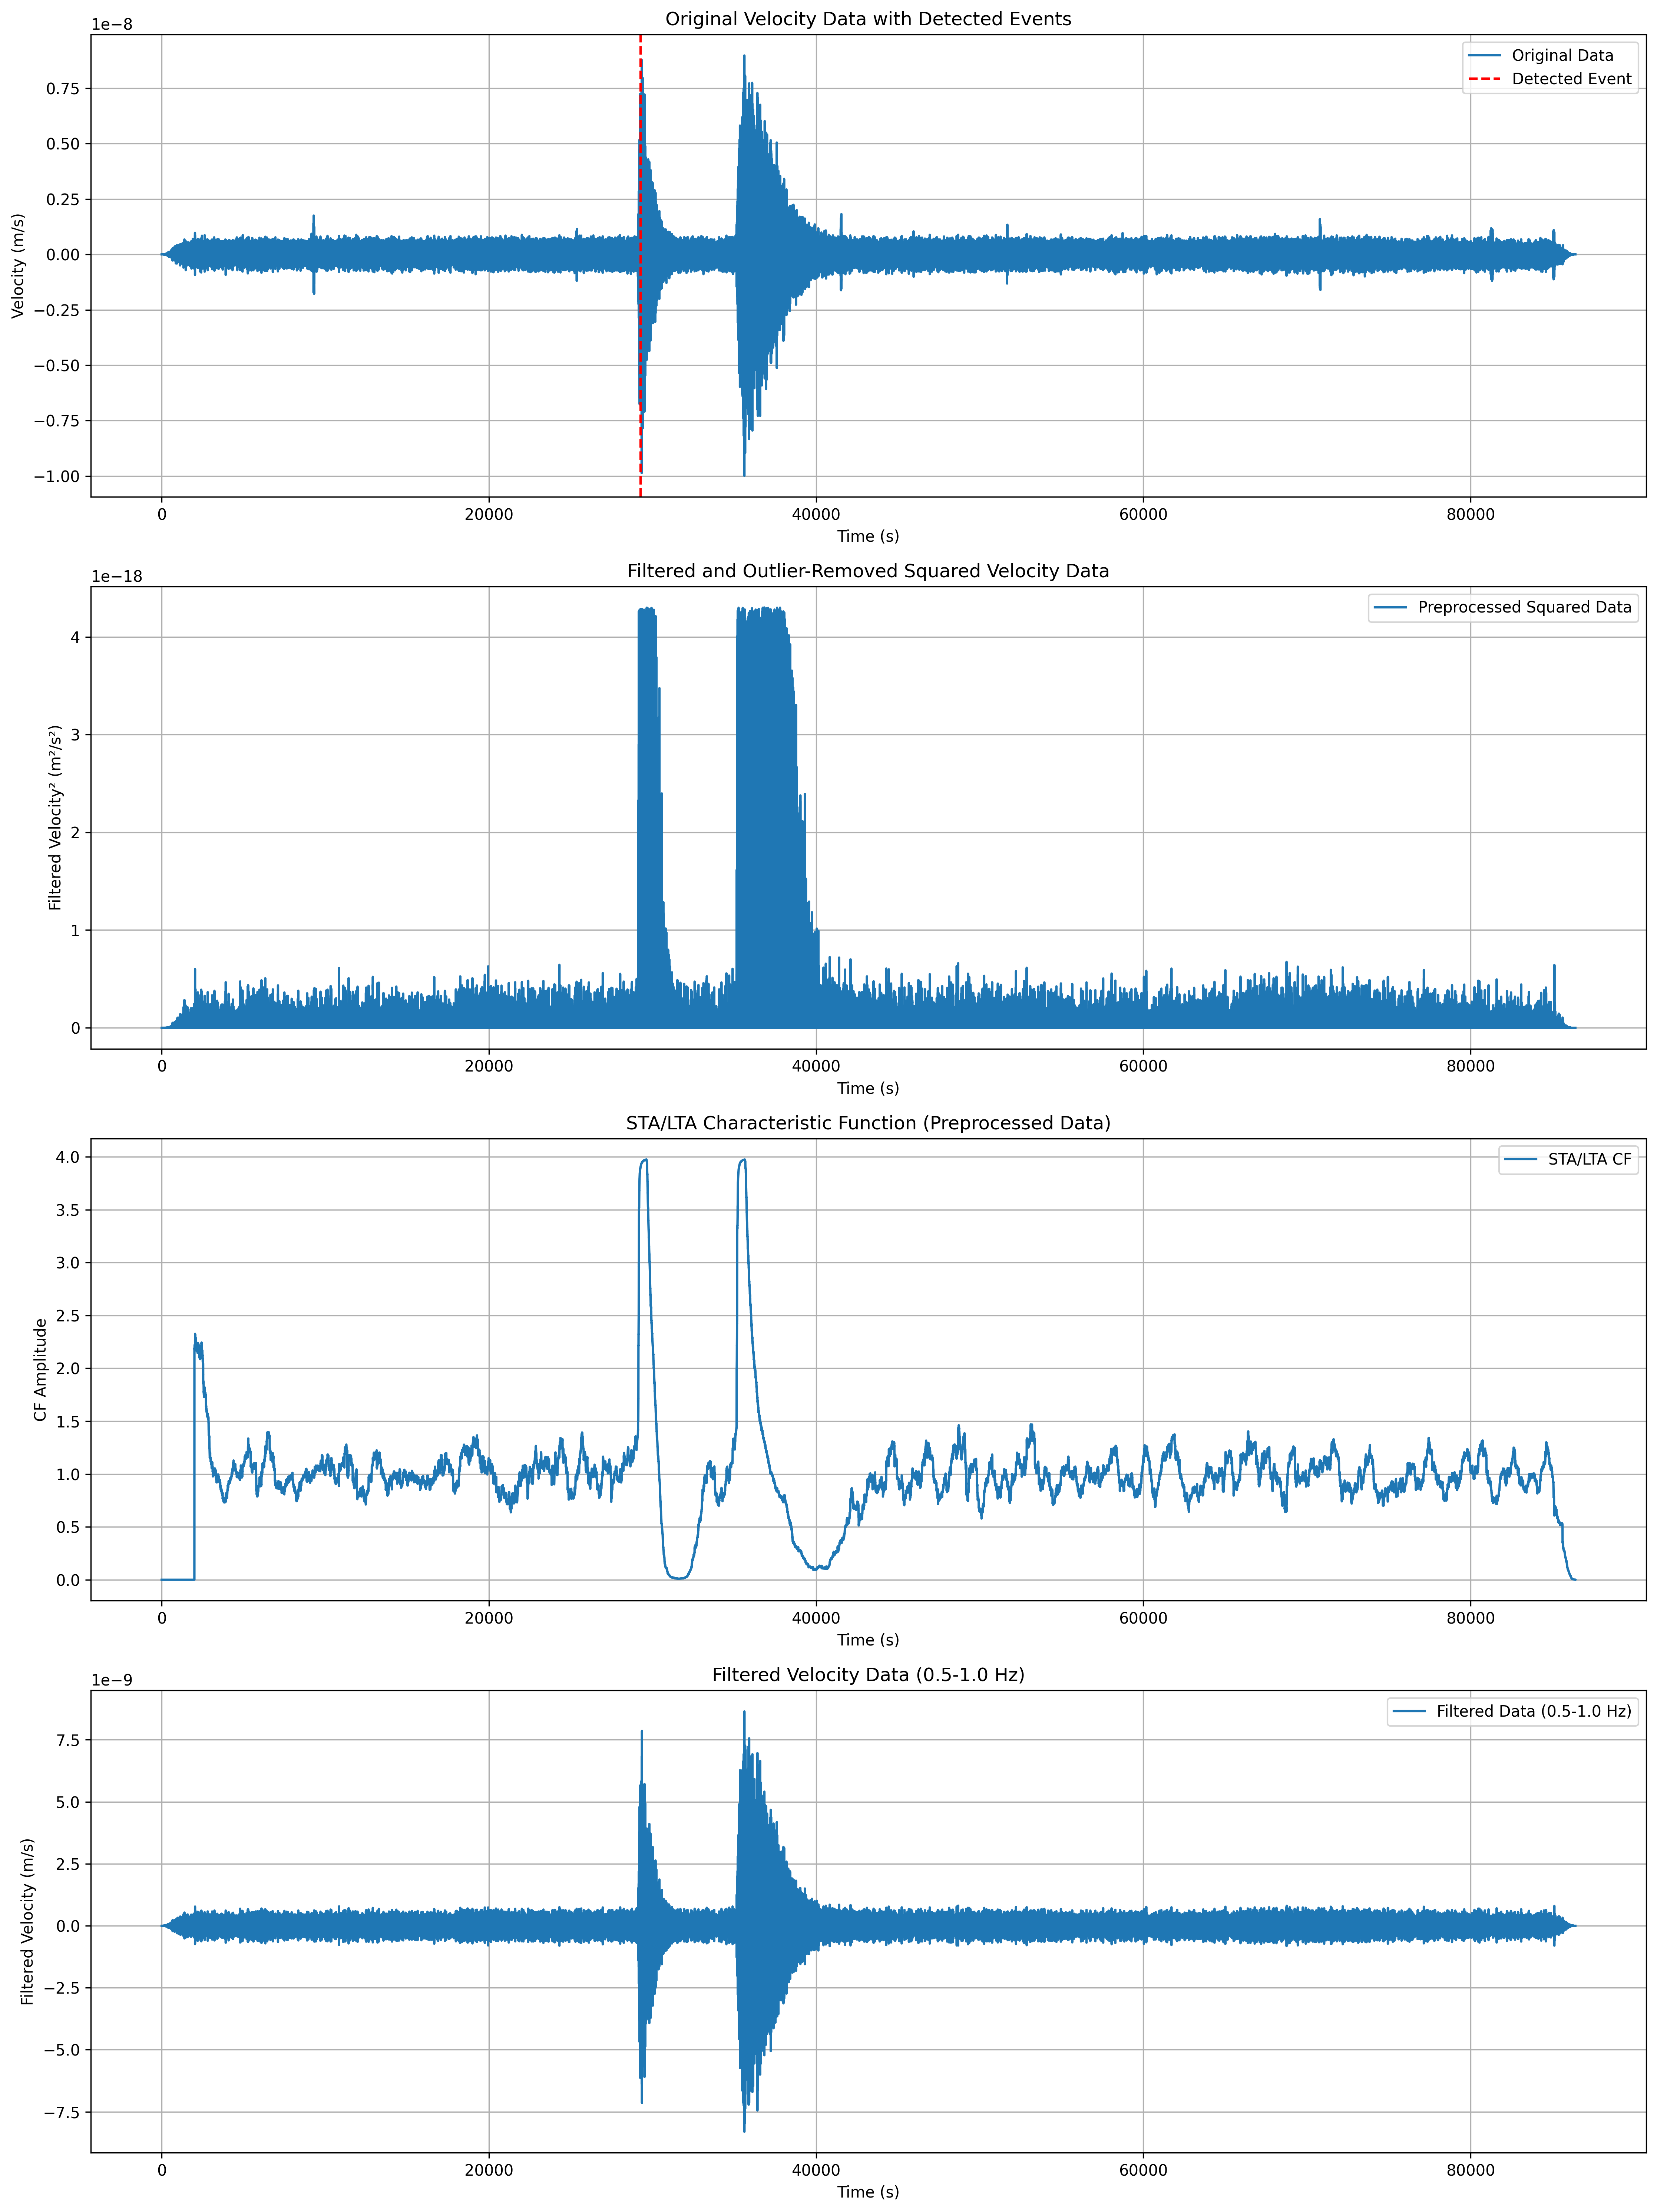 Original Velocity Data with Detected Events
1e−8
Original Data
Detected Event
0.75
0.50
0.25
0.00
−0.25
−0.50
−0.75
−1.00
Velocity (m/s)
0 20000 40000 60000 80000
Time (s)
Filtered and Outlier-Removed Squared Velocity Data
1e−18
Preprocessed Squared Data
4
3
2
1
0
Filtered Velocity² (m²/s²)
0 20000 40000 60000 80000
Time (s)
STA/LTA Characteristic Function (Preprocessed Data)
STA/LTA CF
4.0
3.5
3.0
2.5
2.0
1.5
1.0
0.5
0.0
CF Amplitude
0 20000 40000 60000 80000
Time (s)
Filtered Velocity Data (0.5-1.0 Hz)
1e−9
Filtered Data (0.5-1.0 Hz)
7.5
5.0
2.5
0.0
−2.5
−5.0
−7.5
Filtered Velocity (m/s)
0 20000 40000 60000 80000
Time (s)